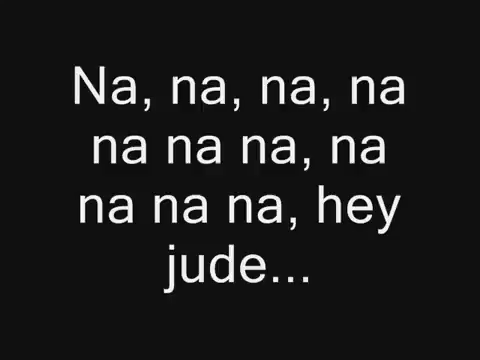 Na, na, na, na
na na na, na
na na na, hey
jude...